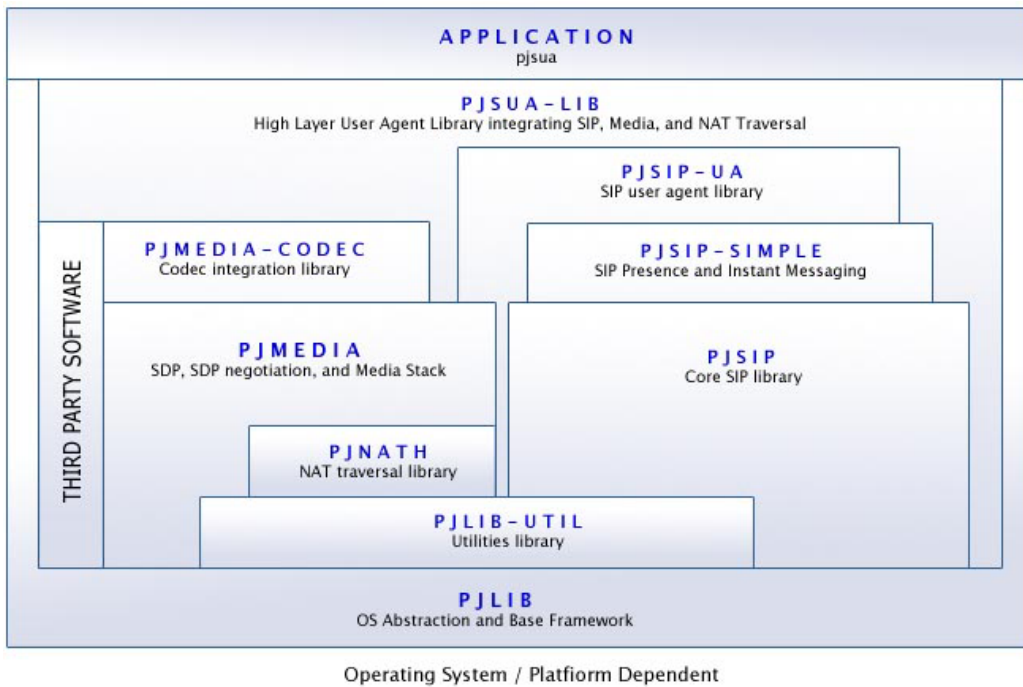 APPLICATION
pjsua
PJSUA-LIB
High Layer User Agent Library integrating SIP, Media, and NAT Traversal
PJSIP-UA
SIP user agent library
PJMEDIA-CODEC
Codec integration library
PJSIP-SIMPLE
SIP Presence and Instant Messaging
THIRD PARTY SOFTWARE
PJMEDIA
SDP, SDP negotiation, and Media Stack
PJSIP
Core SIP library
PJNATH
NAT traversal library
PJLIB-UTIL
Utilities library
PJLIB
OS Abstraction and Base Framework
Operating System / Platfiorm Dependent